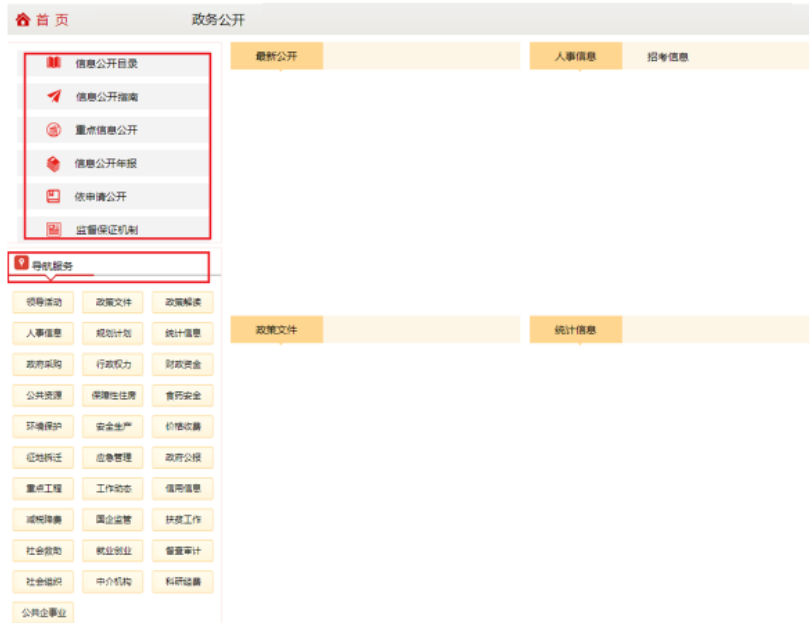 首 页 政务公开
信息公开目录
信息公开指南
重点信息公开
信息公开年报
依申请公开
监督保证机制
导航服务
领导活动 政策文件 政策解读
人事信息 规划计划 统计信息
政府采购 行政权力 财政资金
公共资源 保障性住房 食药安全
环境保护 安全生产 价格收费
征地拆迁 应急管理 政府公报
重点工程 工作动态 信用信息
减税降费 国企监管 扶贫工作
社会救助 就业创业 督查审计
社会组织 中介机构 科研经费
公共企事业
最新公开
人事信息 招考信息
政策文件
统计信息